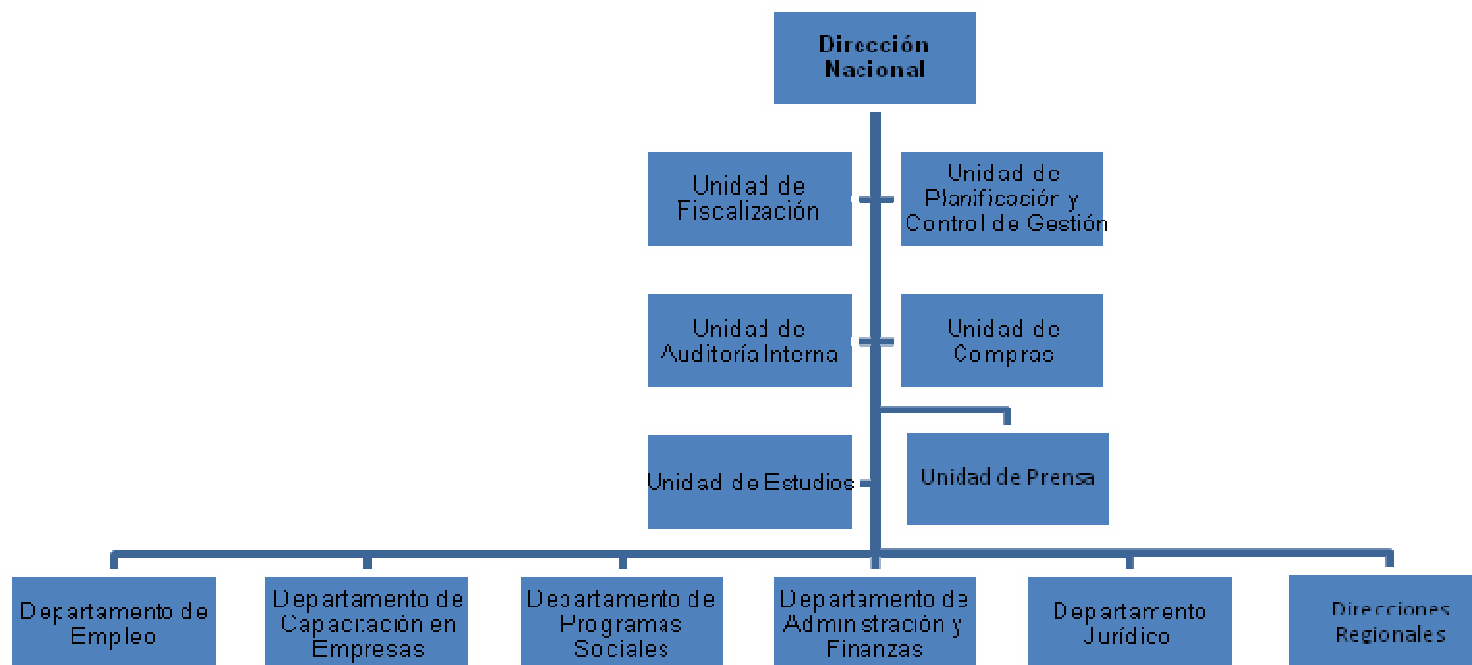 Dirección
Nacional
Unidad de
Fiscalización
Unidad de
Planificación y
Control de Gestión
Unidad de
Auditoría Interna
Unidad de
Compras
Unidad de Estudios
Unidad de Prensa
Departamento de
Empleo
Departamento de
Capacitación en
Empresas
Departamento de
Programas
Sociales
Departamento de
Administración y
Finanzas
Departamento
Jurídico
Direcciones
Regionales